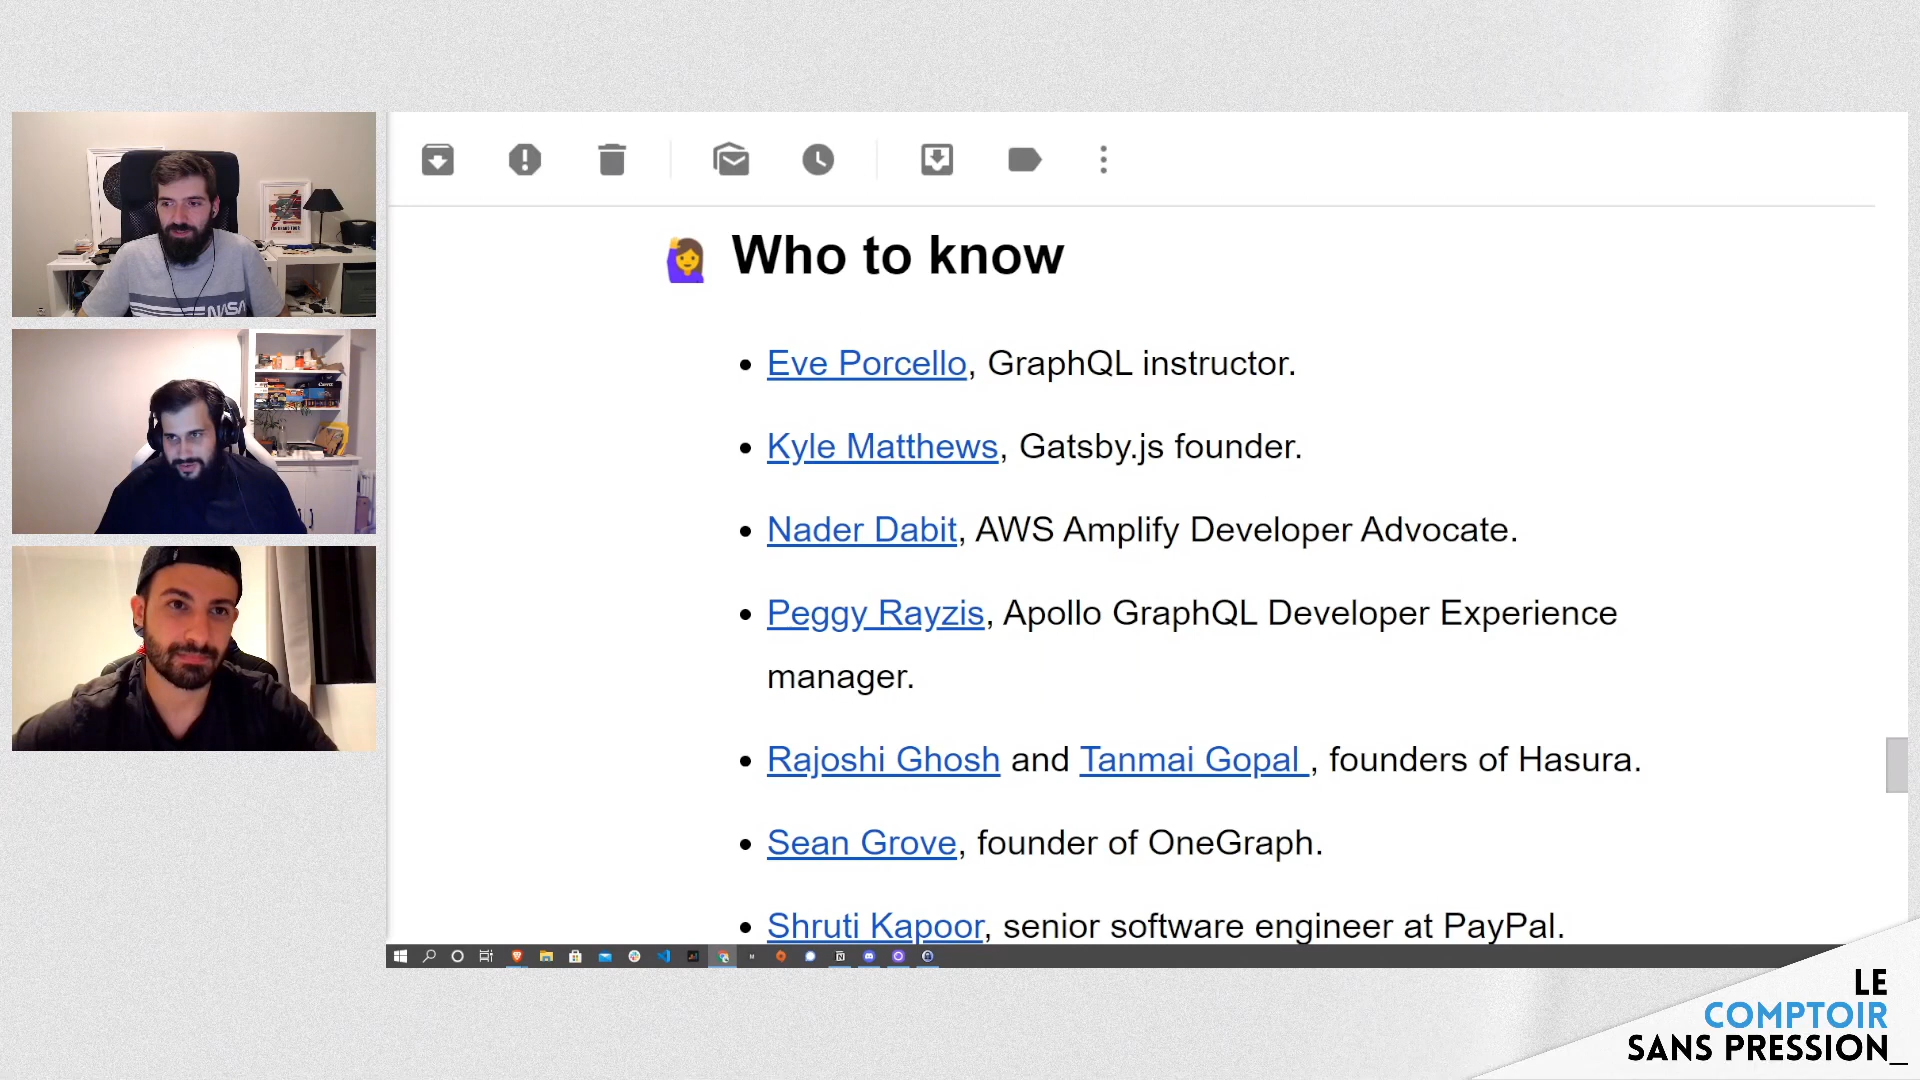 NASA
Who to know
Eve Porcello, GraphQL instructor.
Kyle Matthews, Gatsby.js founder.
Nader Dabit, AWS Amplify Developer Advocate.
Peggy Rayzis, Apollo GraphQL Developer Experience
manager.
Rajoshi Ghosh and Tanmai Gopal , founders of Hasura.
Sean Grove, founder of OneGraph.
Shruti Kapoor, senior software engineer at PayPal.
LE
COMPTOIR
SANS PRESSION_